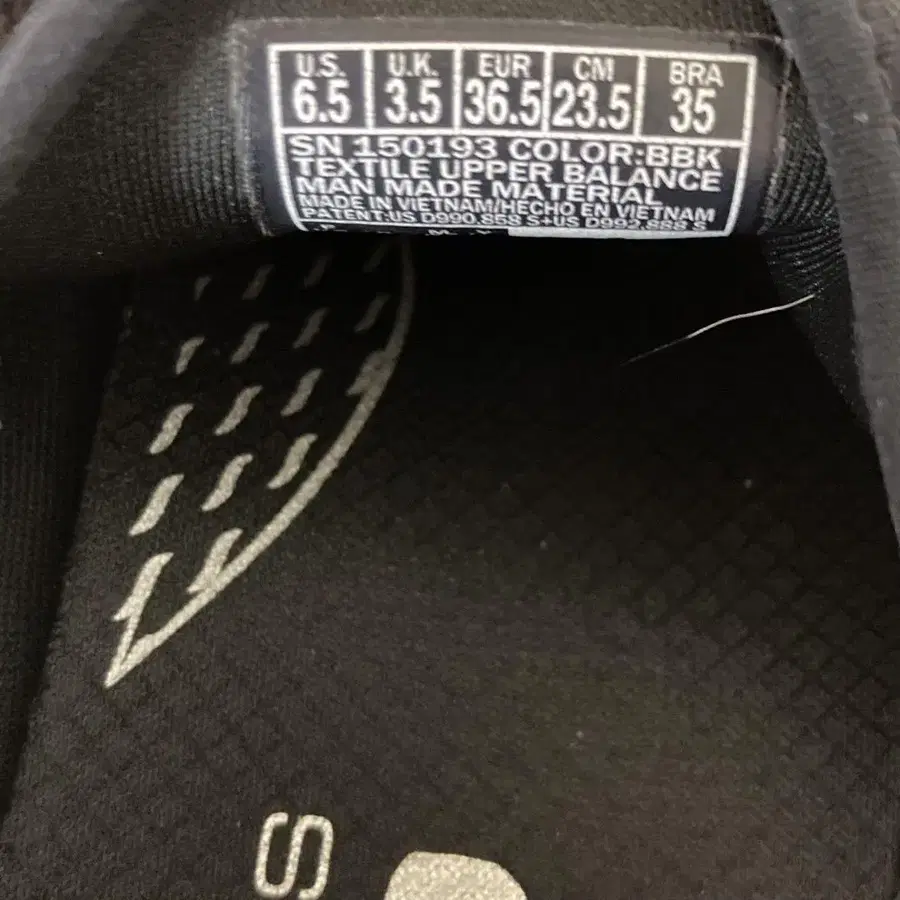 U.S. U.K. EUR CM BRA
6.5 3.5 36.5 23.5 35
SN 150193 COLOR:BBK
TEXTILE UPPER BALANCE
MAN MADE MATERIAL
MADE IN VIETNAM/HECHO EN VIETNAM
PATENT:US D990,858 S+US D992,888 S
S